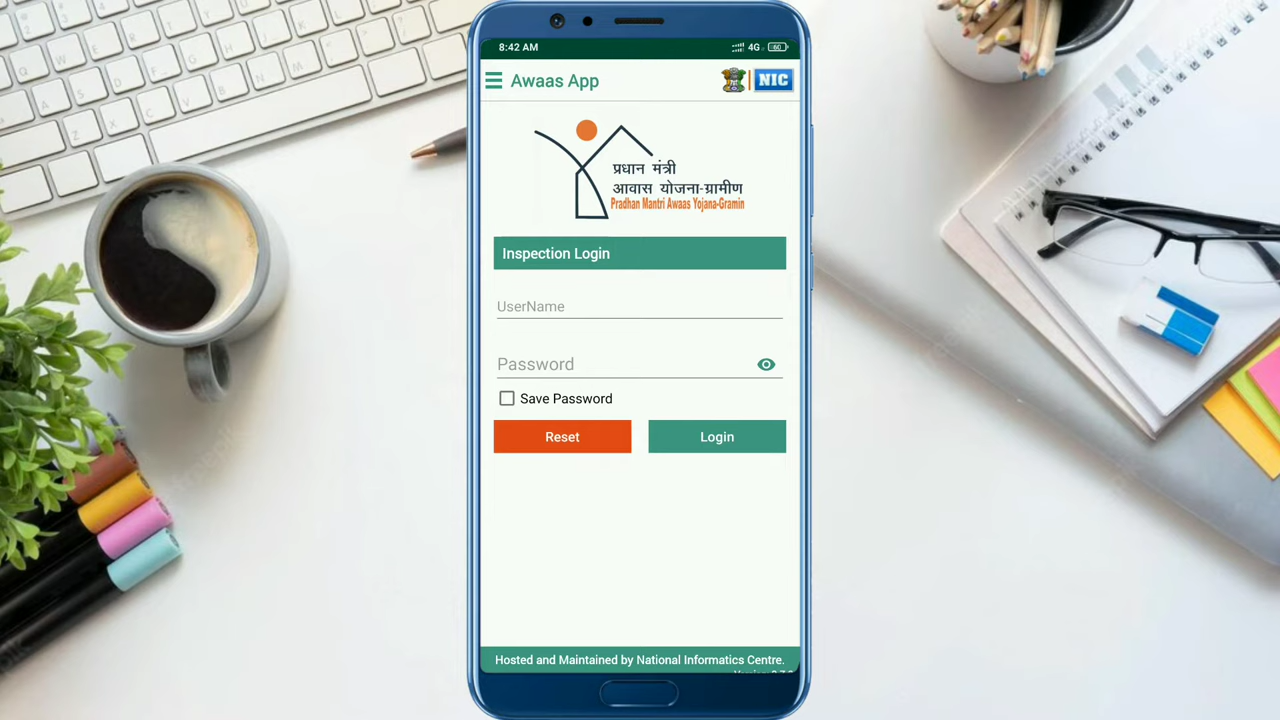 8:42 AM
4G
60
Awaas App
NIC
प्रधान मंत्री
आवास योजना-ग्रामीण
Pradhan Mantri Awaas Yojana-Gramin
Inspection Login
UserName
Password
Save Password
Reset
Login
Hosted and Maintained by National Informatics Centre.